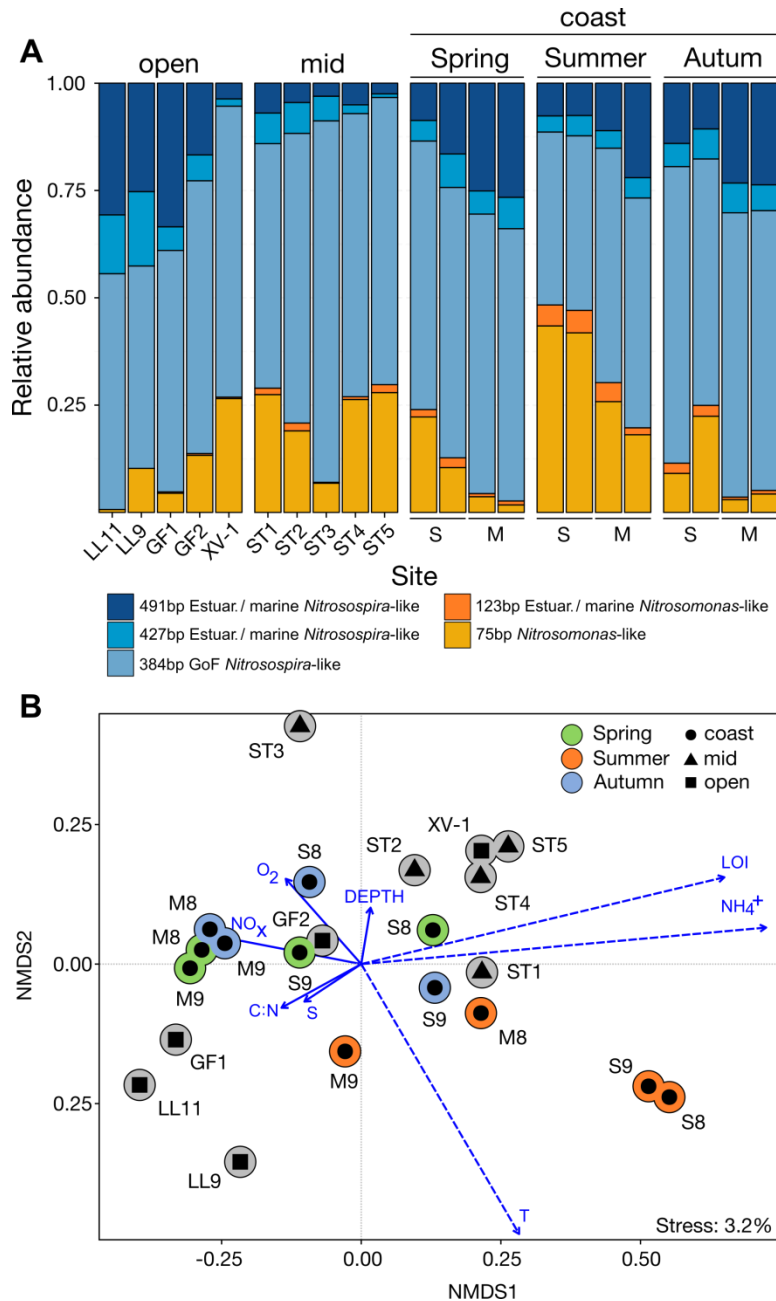 A
coast
open mid Spring Summer Autum
1.00
0.75
0.50
0.25
Relative abundance
LL11 LL9 GF1 GF2 XV-1 ST1 ST2 ST3 ST4 ST5 S M S M S M
Site
491bp Estuar./ marine Nitrosospira-like 123bp Estuar./ marine Nitrosomonas-like
427bp Estuar./ marine Nitrosospira-like 75bp Nitrosomonas-like
384bp GoF Nitrosospira-like
B
Spring coast
Summer mid
Autumn open
ST3
0.25
S8 ST2 XV-1 ST5
O2 LOI
DEPTH ST4
M8 NOX GF2 S8 NH4+
M8
0.00
NMDS2
M9 M9 S9 ST1
C:N S S9 M8
GF1 M9 S9
LL11 S8
0.25
LL9
T
Stress: 3.2%
-0.25 0.00 0.25 0.50
NMDS1